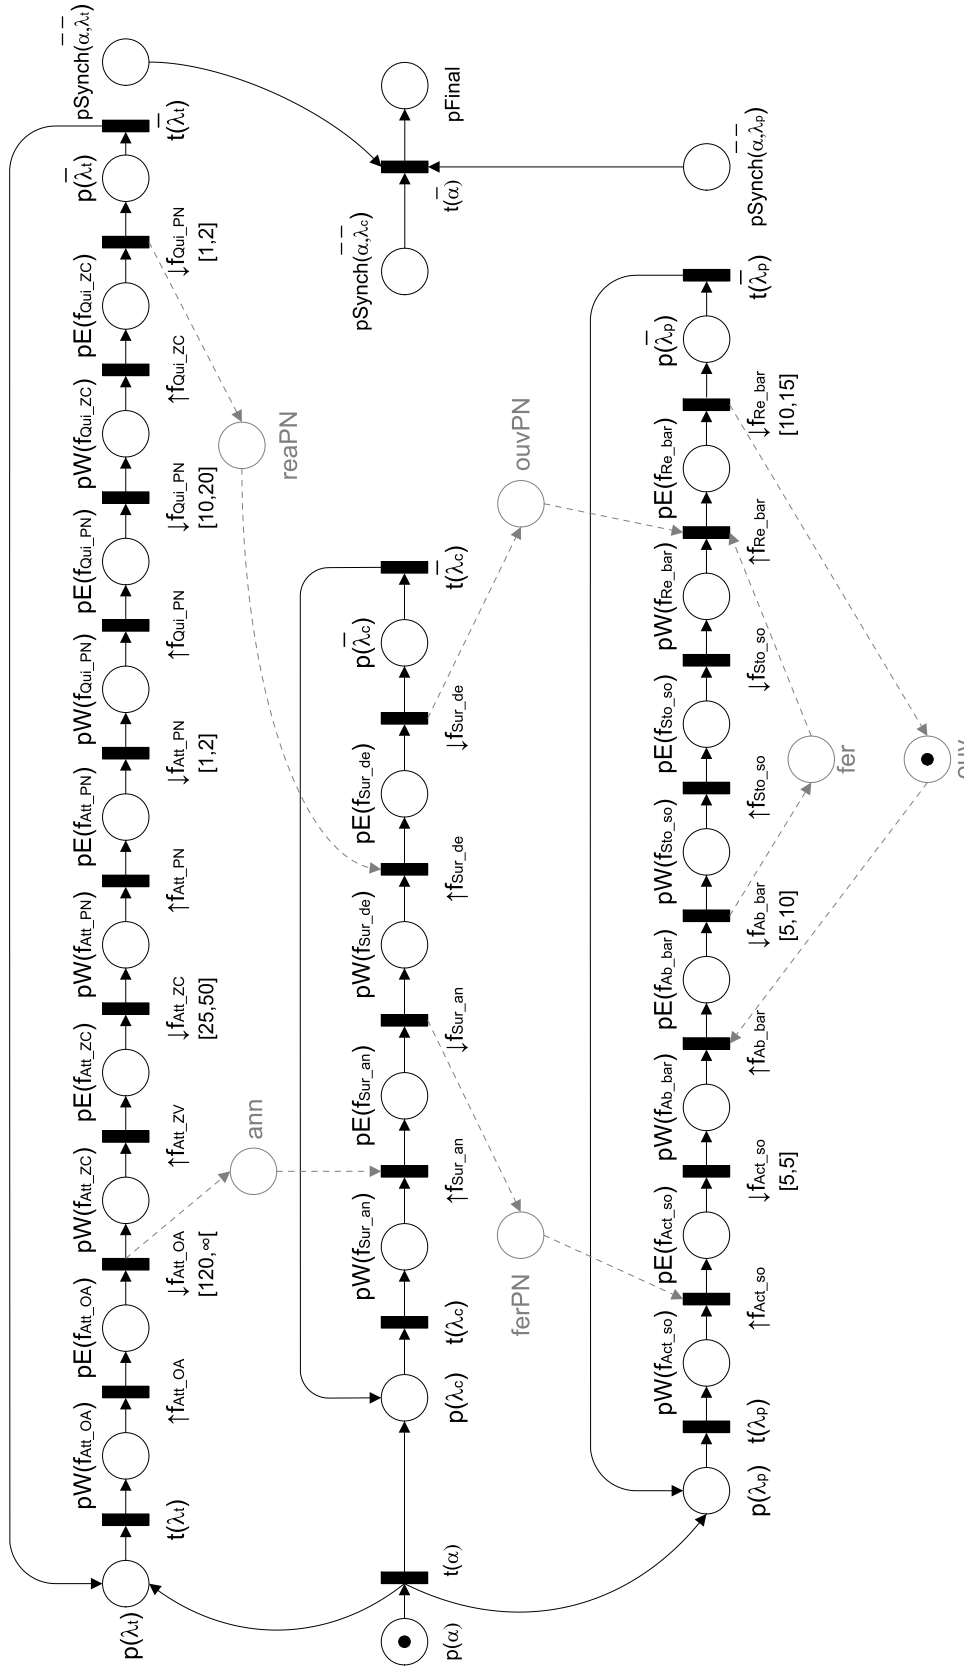 pW(fAtt_OA)
pE(fAtt_OA)
pW(fAtt_ZC)
pE(fAtt_ZC)
pW(fAtt_PN)
pE(fAtt_PN)
pW(fQui_PN)
pE(fQui_PN)
pW(fQui_ZC)
pE(fQui_ZC)
p(λ̄t)
pSynch(ᾱ,λ̄t)
p(λt)
t(λt)
↑fAtt_OA
↓fAtt_OA
[120,∞[
↑fAtt_ZV
↓fAtt_ZC
[25,50]
↑fAtt_PN
↓fAtt_PN
[1,2]
↑fQui_PN
↓fQui_PN
[10,20]
↑fQui_ZC
↓fQui_PN
[1,2]
t(λ̄t)
ann
reaPN
pW(fSur_an)
pE(fSur_an)
pW(fSur_de)
pE(fSur_de)
p(λ̄c)
pSynch(ᾱ,λ̄c)
p(α)
t(α)
p(λc)
t(λc)
↑fSur_an
↓fSur_an
↑fSur_de
↓fSur_de
t(λ̄c)
t(ᾱ)
pFinal
ferPN
ouvPN
pW(fAct_so)
pE(fAct_so)
pW(fAb_bar)
pE(fAb_bar)
pW(fSto_so)
pE(fSto_so)
pW(fRe_bar)
pE(fRe_bar)
p(λ̄p)
p(λp)
t(λp)
↑fAct_so
↓fAct_so
[5,5]
↑fAb_bar
↓fAb_bar
[5,10]
↑fSto_so
↓fSto_so
↑fRe_bar
↓fRe_bar
[10,15]
t(λ̄p)
pSynch(ᾱ,λ̄p)
fer
ouv